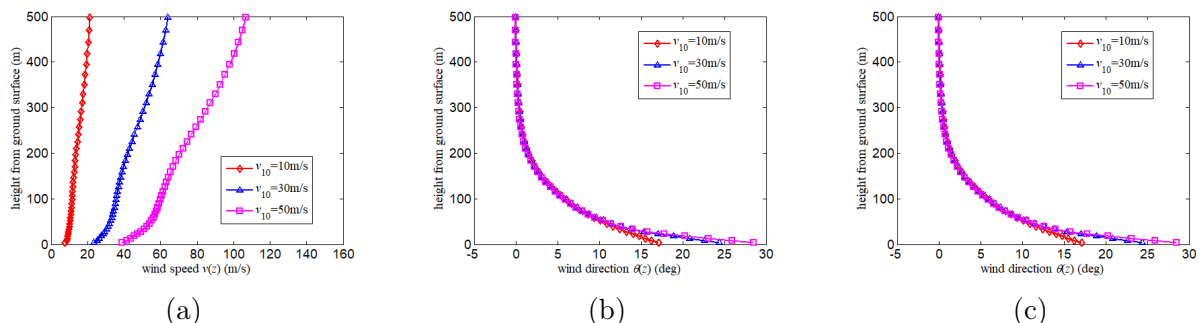 500
400
300
200
100
0
height from ground surface (m)
0 20 40 60 80 100 120 140 160
wind speed v(z) (m/s)
v10=10m/s
v10=30m/s
v10=50m/s
(a)
500
400
300
200
100
0
height from ground surface (m)
-5 0 5 10 15 20 25 30
wind direction θ(z) (deg)
v10=10m/s
v10=30m/s
v10=50m/s
(b)
500
400
300
200
100
0
height from ground surface (m)
-5 0 5 10 15 20 25 30
wind direction θ(z) (deg)
v10=10m/s
v10=30m/s
v10=50m/s
(c)